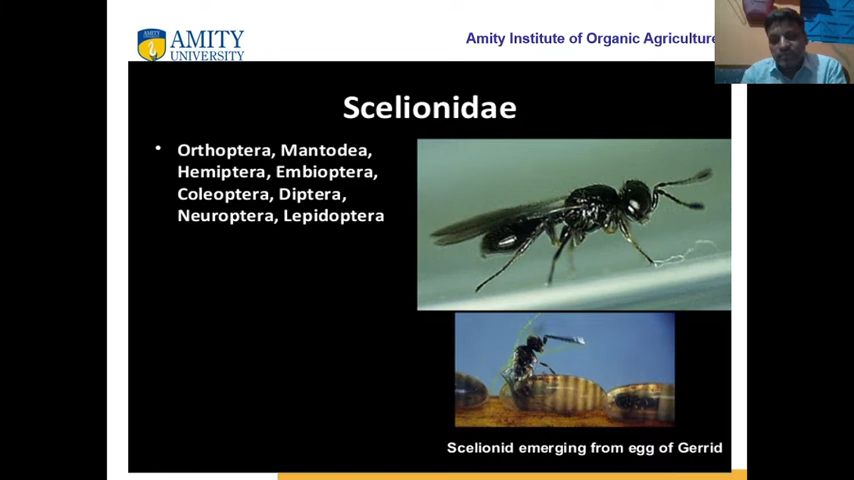 AMITY
AMITY
UNIVERSITY
Amity Institute of Organic Agriculture
Scelionidae
• Orthoptera, Mantodea,
Hemiptera, Embioptera,
Coleoptera, Diptera,
Neuroptera, Lepidoptera
Scelionid emerging from egg of Gerrid